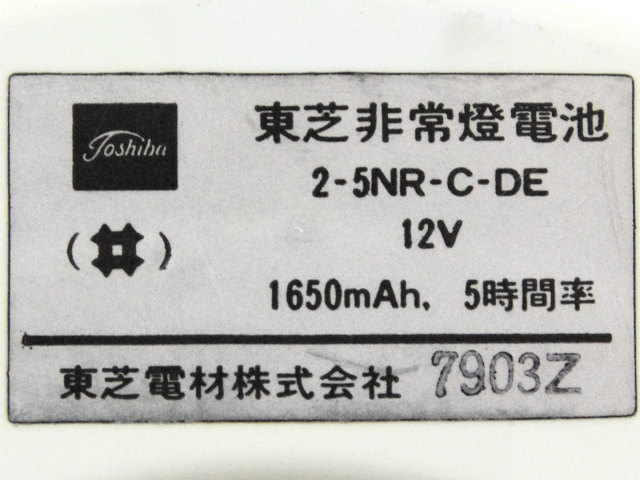 Toshiba
東芝非常燈電池
2-5NR-C-DE
12V
1650mAh, 5時間率
東芝電材株式会社 7903Z